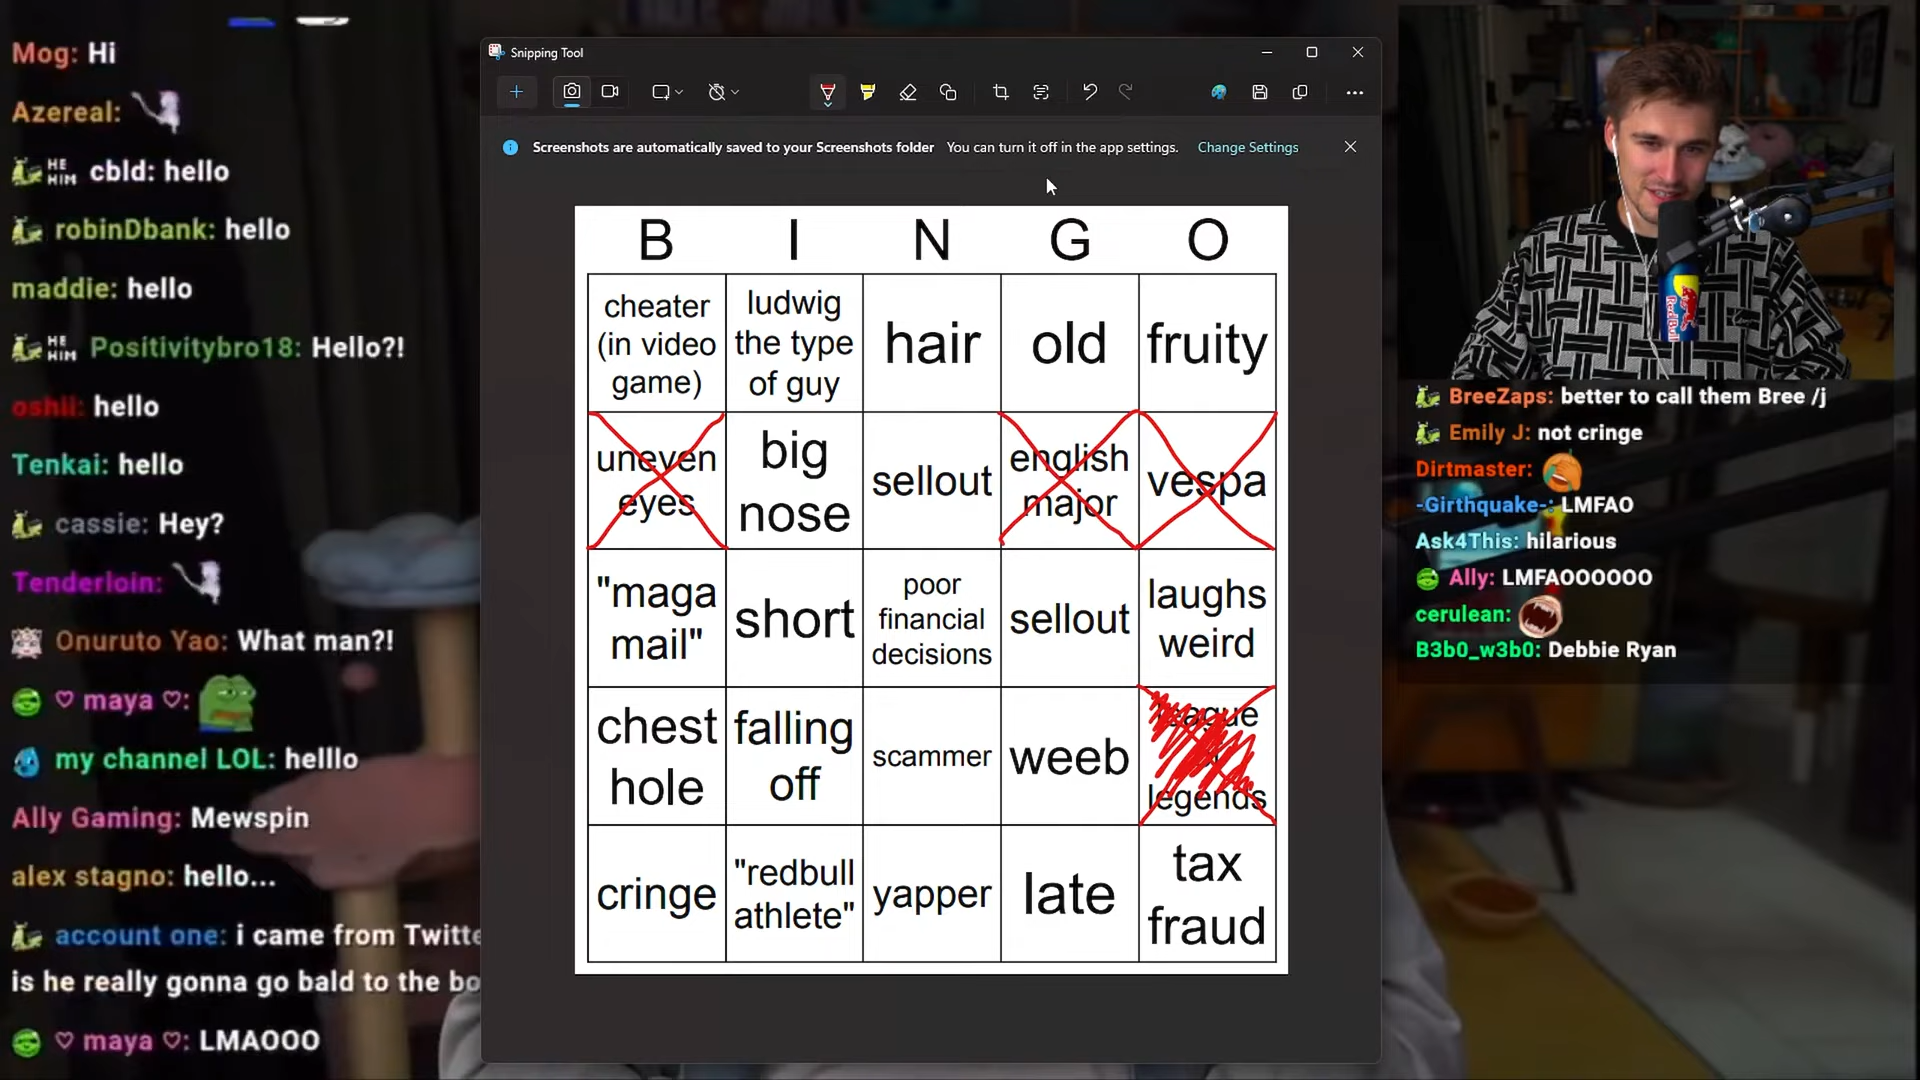 Mog: Hi
Azereal:
HE HIM cbld: hello
robinDbank: hello
maddie: hello
HE HIM Positivitybro18: Hello?!
oshii: hello
Tenkai: hello
cassie: Hey?
Tenderloin:
Onuruto Yao: What man?!
♡ maya ♡:
my channel LOL: helllo
Ally Gaming: Mewspin
alex stagno: hello...
account one: i came from Twitte
is he really gonna go bald to the bo
♡ maya ♡: LMAOOO
Snipping Tool
Screenshots are automatically saved to your Screenshots folder You can turn it off in the app settings. Change Settings
B I N G O
cheater
(in video
game)
ludwig
the type
of guy
hair
old
fruity
uneven
eyes
big
nose
sellout
english
major
vespa
"maga
mail"
short
poor
financial
decisions
sellout
laughs
weird
chest
hole
falling
off
scammer
weeb
legends
cringe
"redbull
athlete"
yapper
late
tax
fraud
RedBull
BreeZaps: better to call them Bree /j
Emily J: not cringe
Dirtmaster:
-Girthquake-: LMFAO
Ask4This: hilarious
Ally: LMFAOOOOOO
cerulean:
B3b0_w3b0: Debbie Ryan